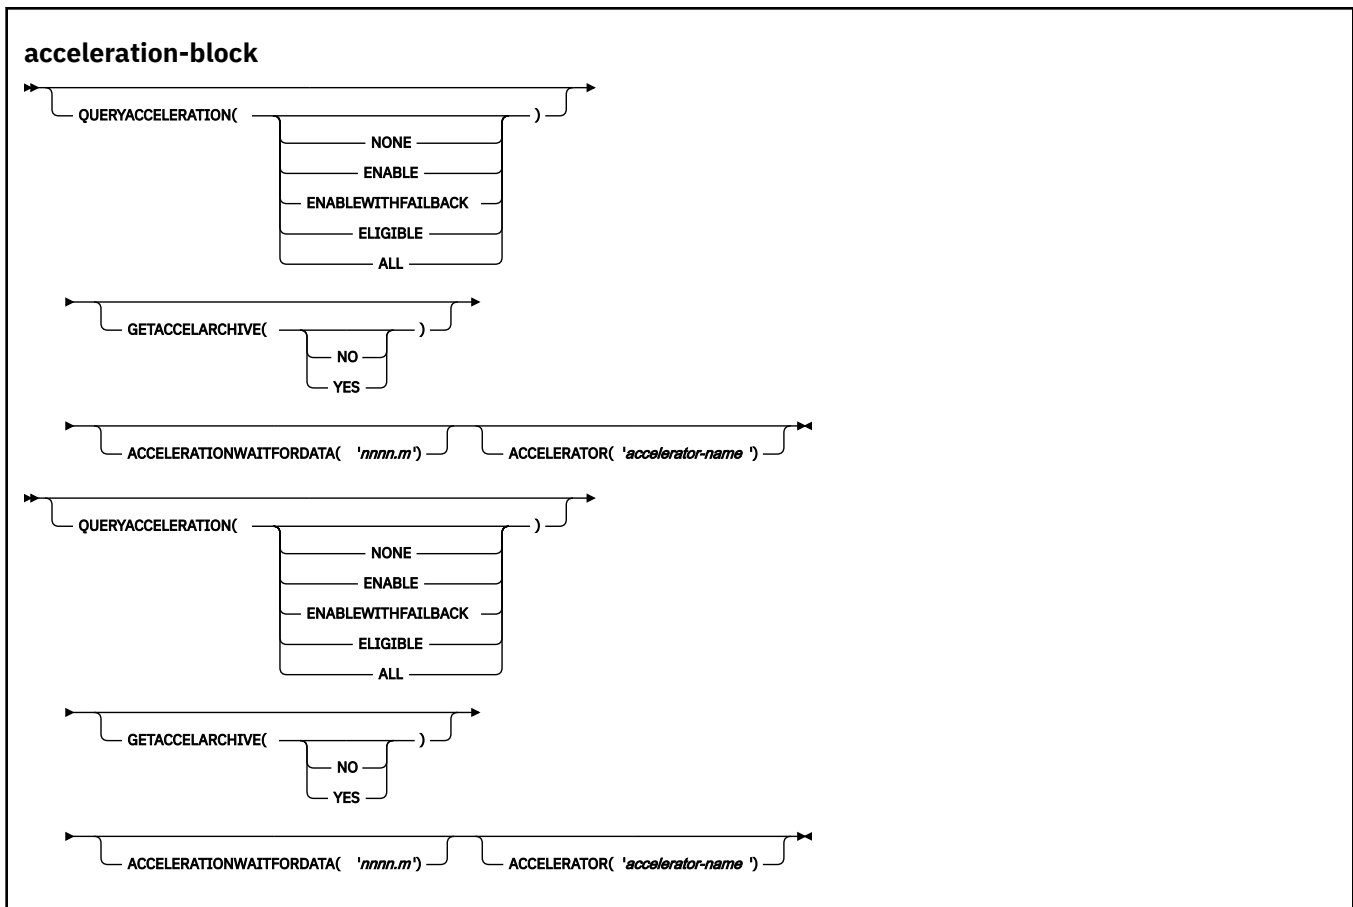 acceleration-block
QUERYACCELERATION( )
NONE
ENABLE
ENABLEWITHFAILBACK
ELIGIBLE
ALL
GETACCELARCHIVE( )
NO
YES
ACCELERATIONWAITFORDATA( 'nnnn.m') ACCELERATOR( 'accelerator-name ')
QUERYACCELERATION( )
NONE
ENABLE
ENABLEWITHFAILBACK
ELIGIBLE
ALL
GETACCELARCHIVE( )
NO
YES
ACCELERATIONWAITFORDATA( 'nnnn.m') ACCELERATOR( 'accelerator-name ')